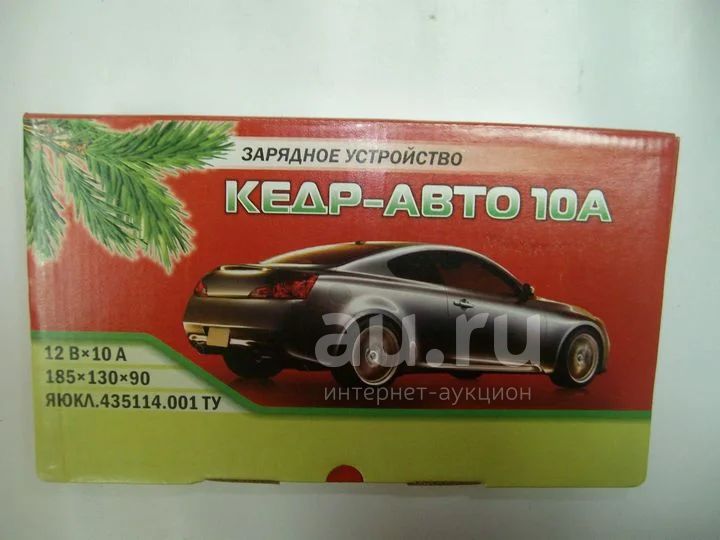 ЗАРЯДНОЕ УСТРОЙСТВО
КЕДР-АВТО 10А
12 В×10 А
185×130×90
ЯЮКЛ.435114.001 ТУ
au.ru
интернет-аукцион